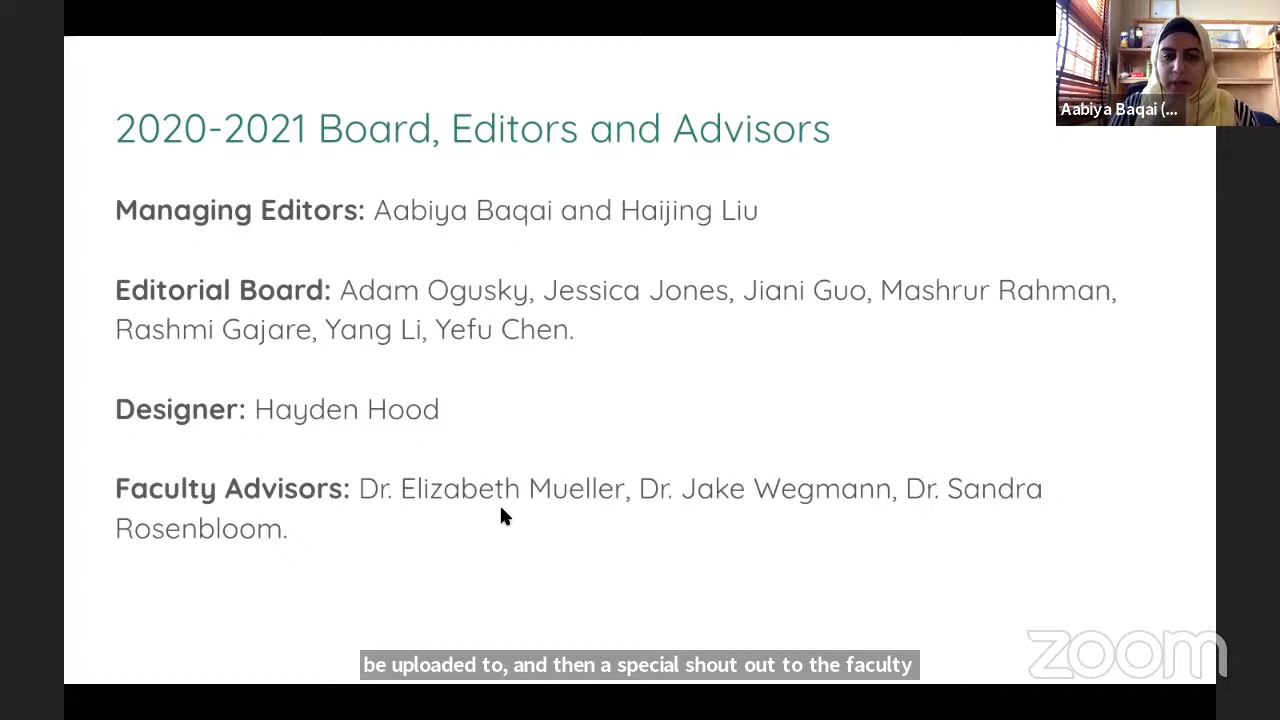 Aabiya Baqai (...
2020-2021 Board, Editors and Advisors
Managing Editors: Aabiya Baqai and Haijing Liu
Editorial Board: Adam Ogusky, Jessica Jones, Jiani Guo, Mashrur Rahman,
Rashmi Gajare, Yang Li, Yefu Chen.
Designer: Hayden Hood
Faculty Advisors: Dr. Elizabeth Mueller, Dr. Jake Wegmann, Dr. Sandra
Rosenbloom.
be uploaded to, and then a special shout out to the faculty
zoom